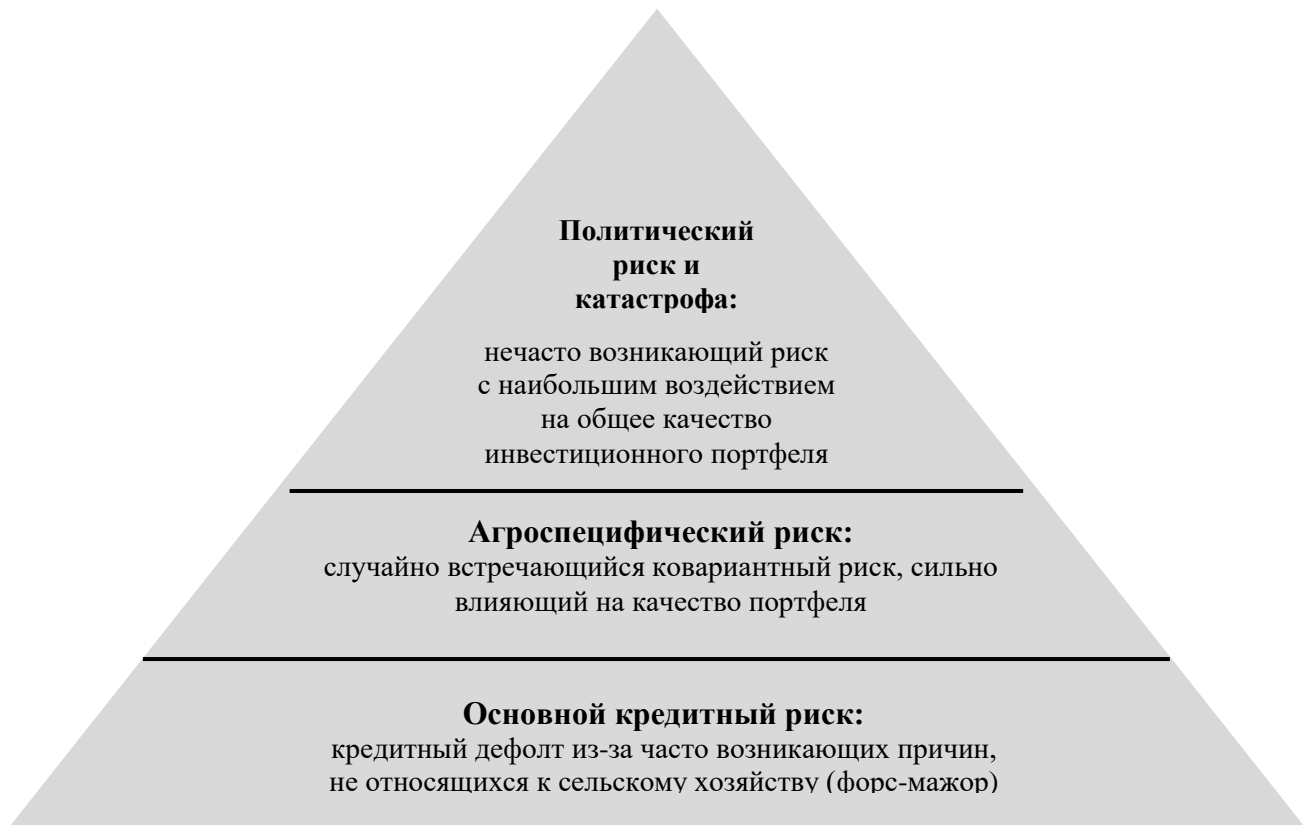 Политический
риск и
катастрофа:
нечасто возникающий риск
с наибольшим воздействием
на общее качество
инвестиционного портфеля
Агроспецифический риск:
случайно встречающийся ковариантный риск, сильно
влияющий на качество портфеля
Основной кредитный риск:
кредитный дефолт из-за часто возникающих причин,
не относящихся к сельскому хозяйству (форс-мажор)